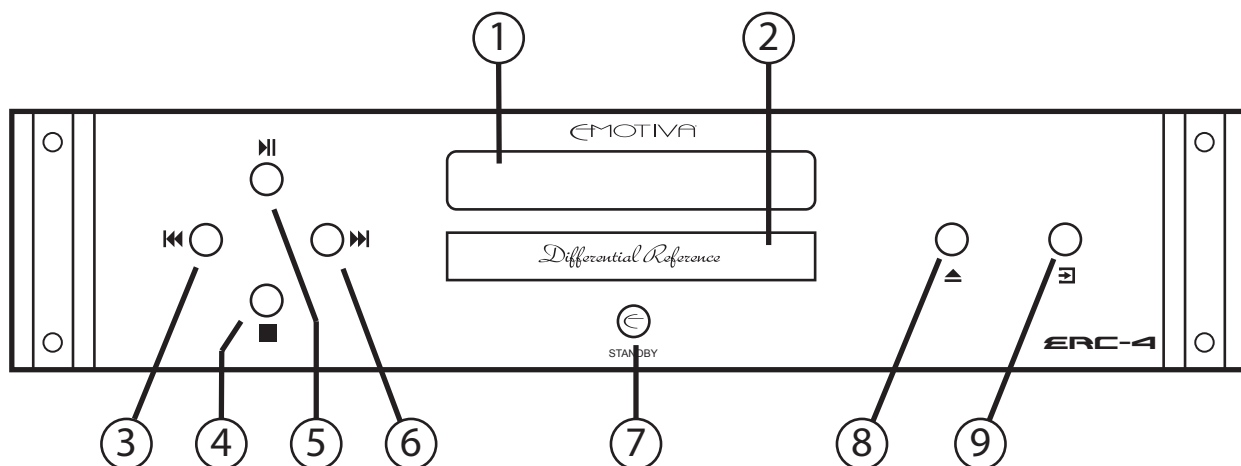 1 2
EMOTIVA
Differential Reference
STANDBY
ERC-4
3 4 5 6 7 8 9